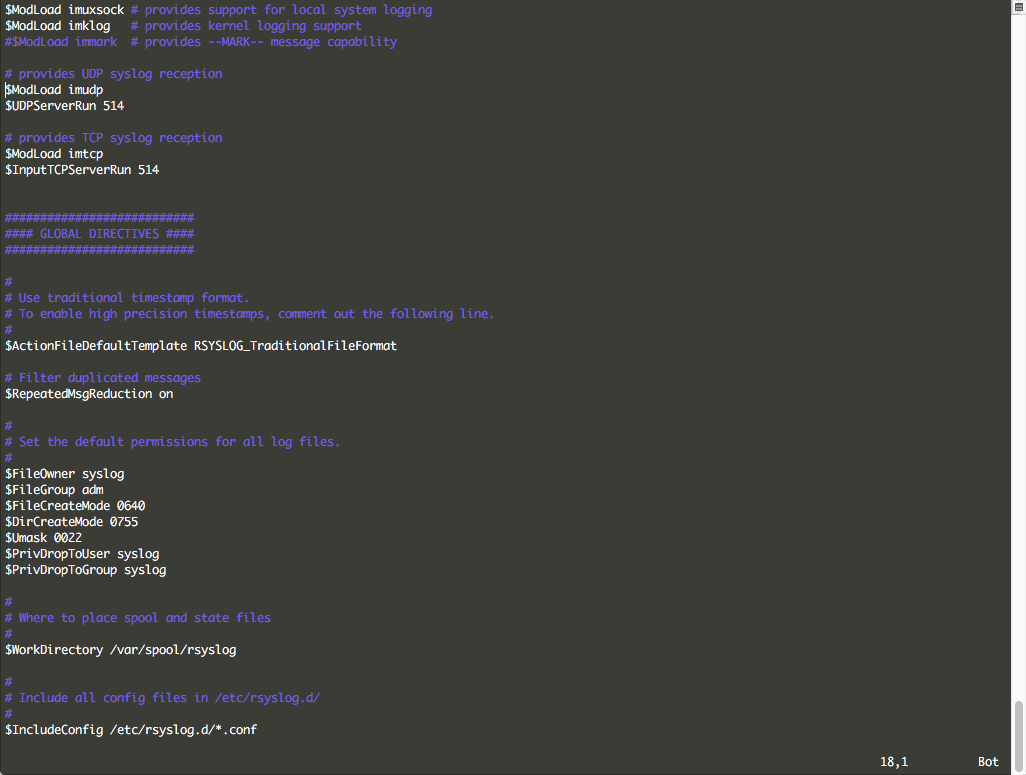 $ModLoad imuxsock # provides support for local system logging
$ModLoad imklog   # provides kernel logging support
#$ModLoad immark  # provides --MARK-- message capability

# provides UDP syslog reception
$ModLoad imudp
$UDPServerRun 514

# provides TCP syslog reception
$ModLoad imtcp
$InputTCPServerRun 514


###########################
#### GLOBAL DIRECTIVES ####
###########################

#
# Use traditional timestamp format.
# To enable high precision timestamps, comment out the following line.
#
$ActionFileDefaultTemplate RSYSLOG_TraditionalFileFormat

# Filter duplicated messages
$RepeatedMsgReduction on

#
# Set the default permissions for all log files.
#
$FileOwner syslog
$FileGroup adm
$FileCreateMode 0640
$DirCreateMode 0755
$Umask 0022
$PrivDropToUser syslog
$PrivDropToGroup syslog

#
# Where to place spool and state files
#
$WorkDirectory /var/spool/rsyslog

#
# Include all config files in /etc/rsyslog.d/
#
$IncludeConfig /etc/rsyslog.d/*.conf

18,1 Bot